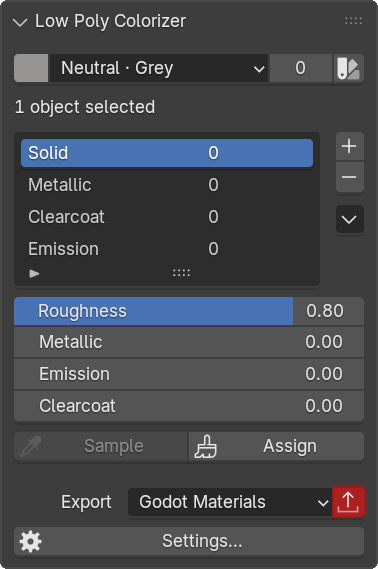 Low Poly Colorizer
Neutral · Grey 0
1 object selected
Solid 0
Metallic 0
Clearcoat 0
Emission 0
Roughness 0.80
Metallic 0.00
Emission 0.00
Clearcoat 0.00
Sample Assign
Export Godot Materials
Settings...